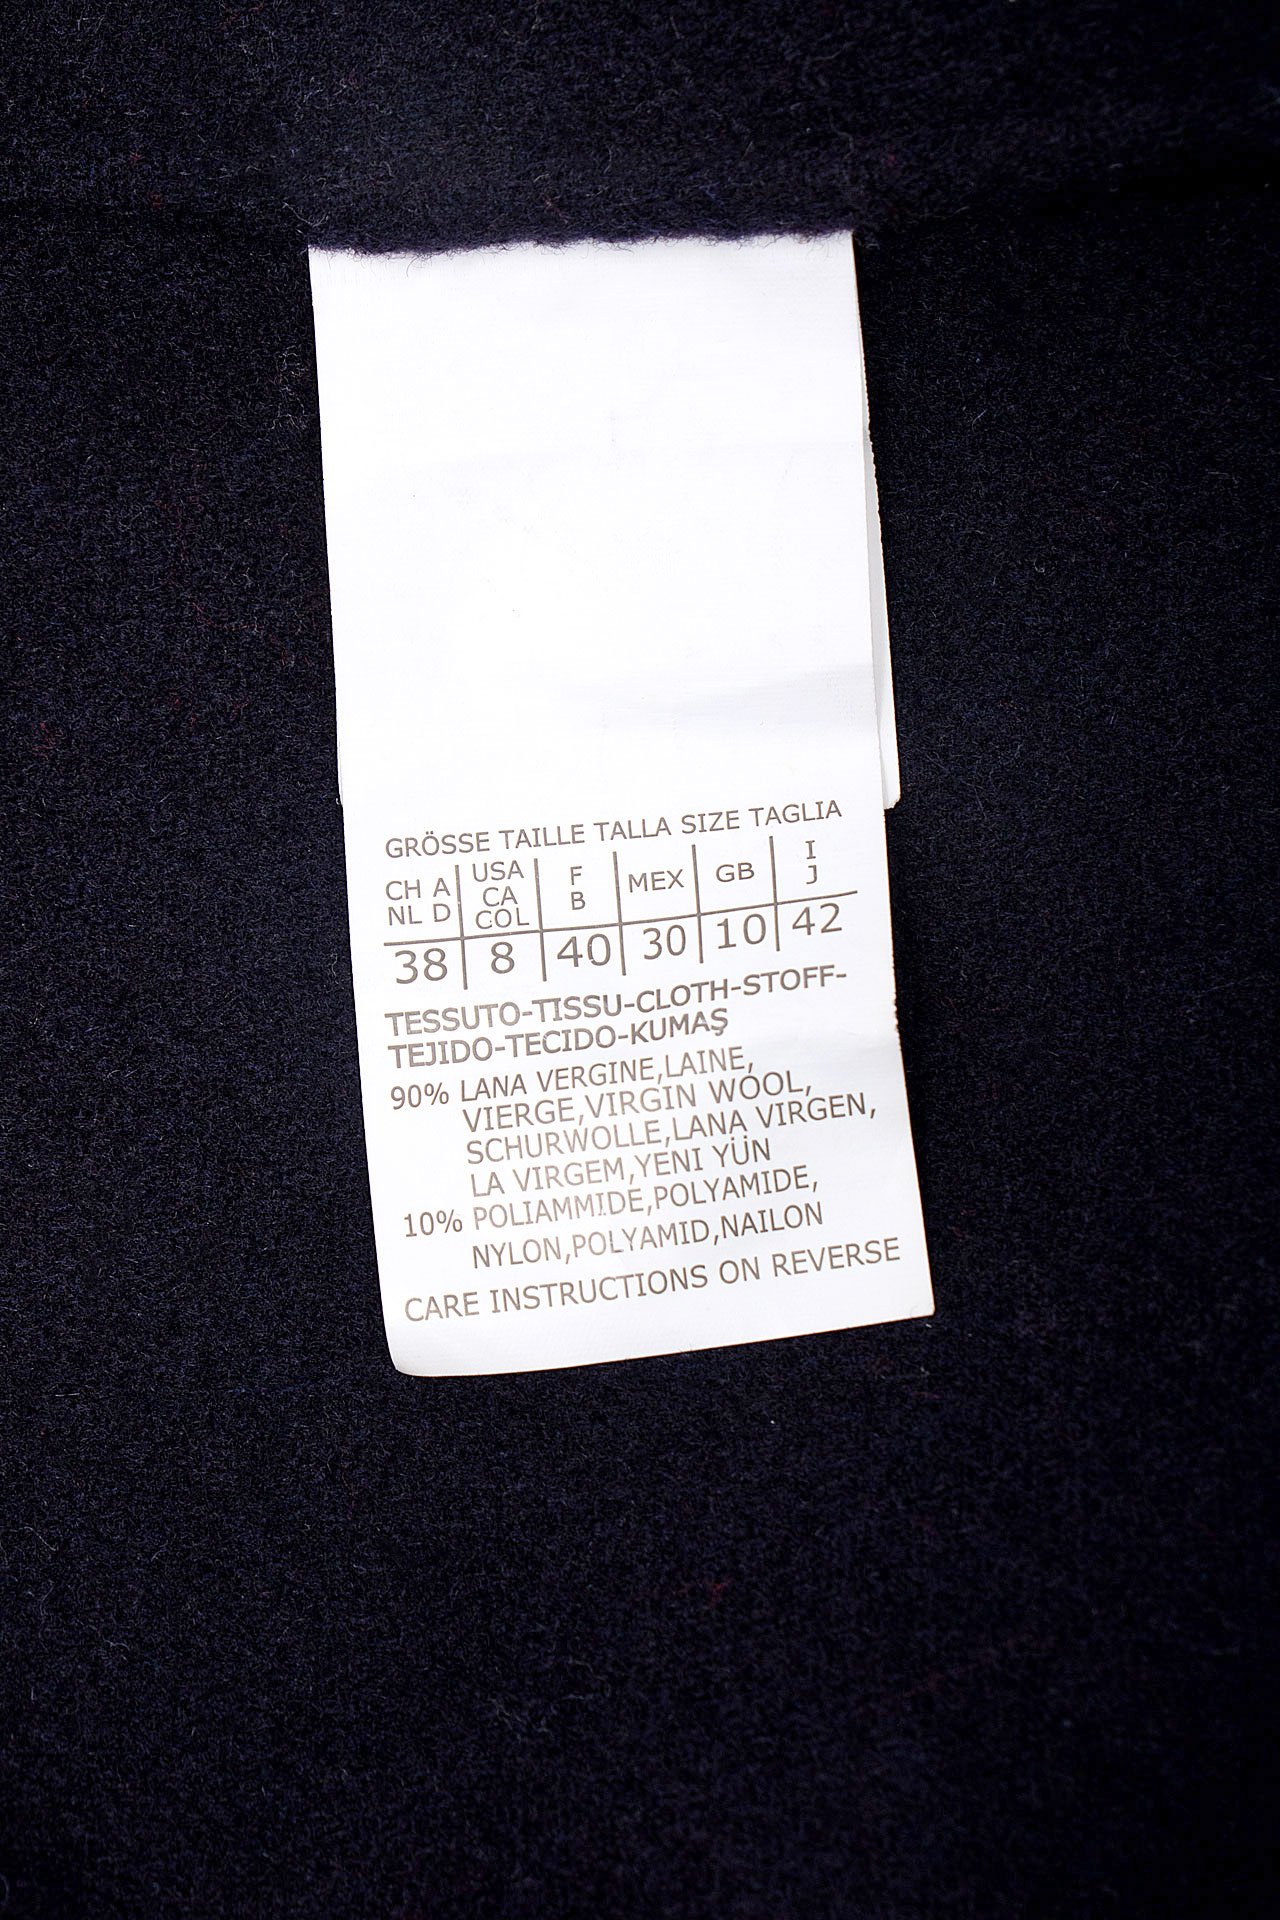 GRÖSSE TAILLE TALLA SIZE TAGLIA
CH A NL D | USA CA COL | F B | MEX | GB | I J
38 | 8 | 40 | 30 | 10 | 42
TESSUTO-TISSU-CLOTH-STOFF-
TEJIDO-TECIDO-KUMAŞ
90% LANA VERGINE,LAINE,
VIERGE,VIRGIN WOOL,
SCHURWOLLE,LANA VIRGEN,
LA VIRGEM,YENI YÜN
10% POLIAMMIDE,POLYAMIDE,
NYLON,POLYAMID,NAILON
CARE INSTRUCTIONS ON REVERSE